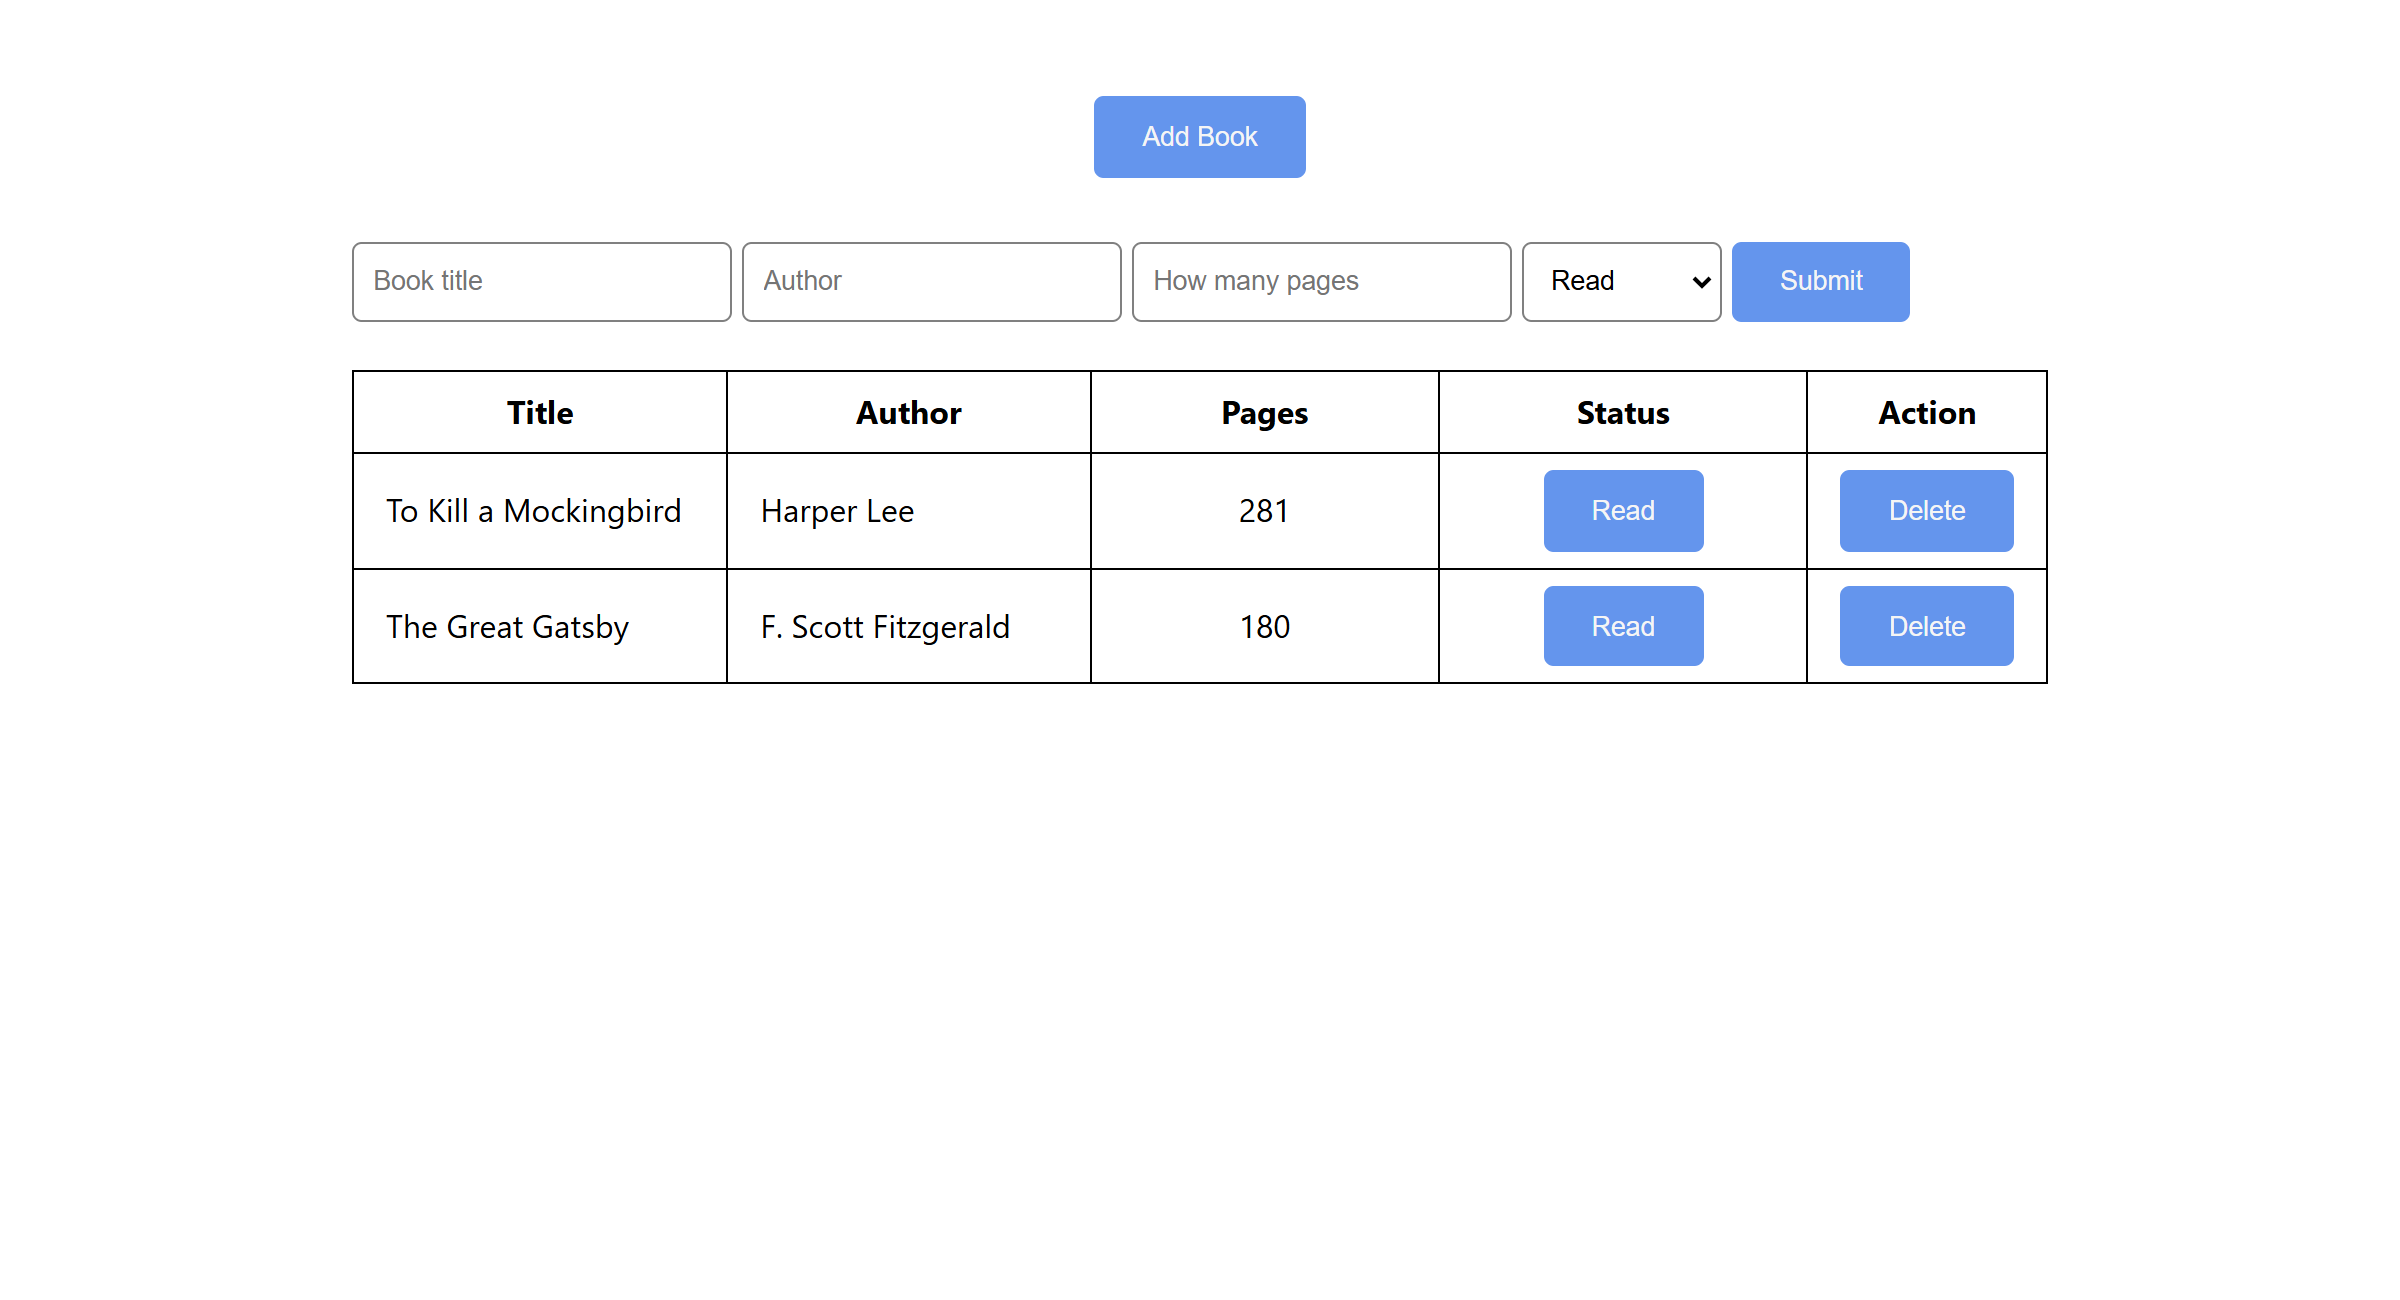 Add Book
Book title Author How many pages Read Submit
Title Author Pages Status Action
To Kill a Mockingbird Harper Lee 281 Read Delete
The Great Gatsby F. Scott Fitzgerald 180 Read Delete